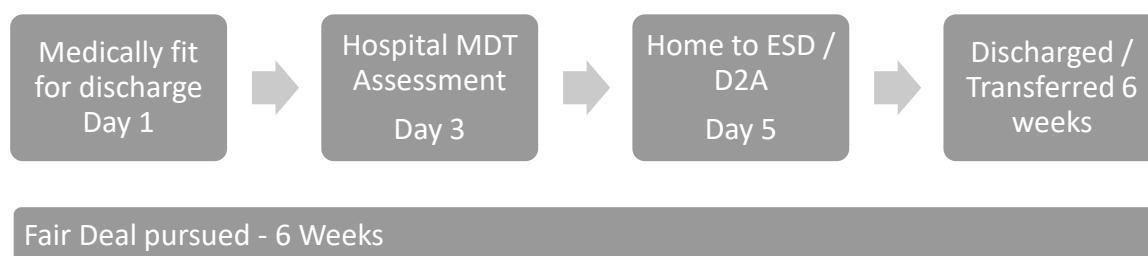 Medically fit
for discharge
Day 1
Hospital MDT
Assessment
Day 3
Home to ESD /
D2A
Day 5
Discharged /
Transferred 6
weeks
Fair Deal pursued - 6 Weeks